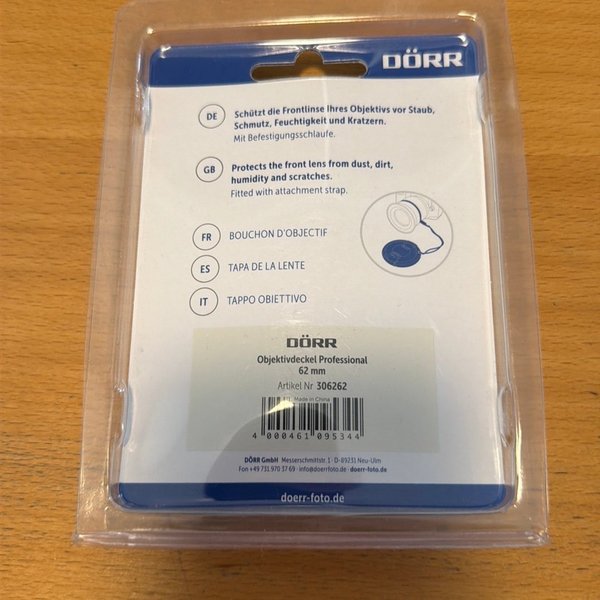 DÖRR
DE
Schützt die Frontlinse Ihres Objektivs vor Staub,
Schmutz, Feuchtigkeit und Kratzern.
Mit Befestigungsschlaufe.
GB
Protects the front lens from dust, dirt,
humidity and scratches.
Fitted with attachment strap.
FR BOUCHON D'OBJECTIF
ES TAPA DE LA LENTE
IT TAPPO OBIETTIVO
DÖRR
Objektivdeckel Professional
62 mm
Artikel Nr 306262
Made in China
4 000461 095344
DÖRR GmbH Messerschmittstr. 1 · D-89231 Neu-Ulm
Fon +49 731 970 37 69 · info@doerrfoto.de · doerr-foto.de
doerr-foto.de